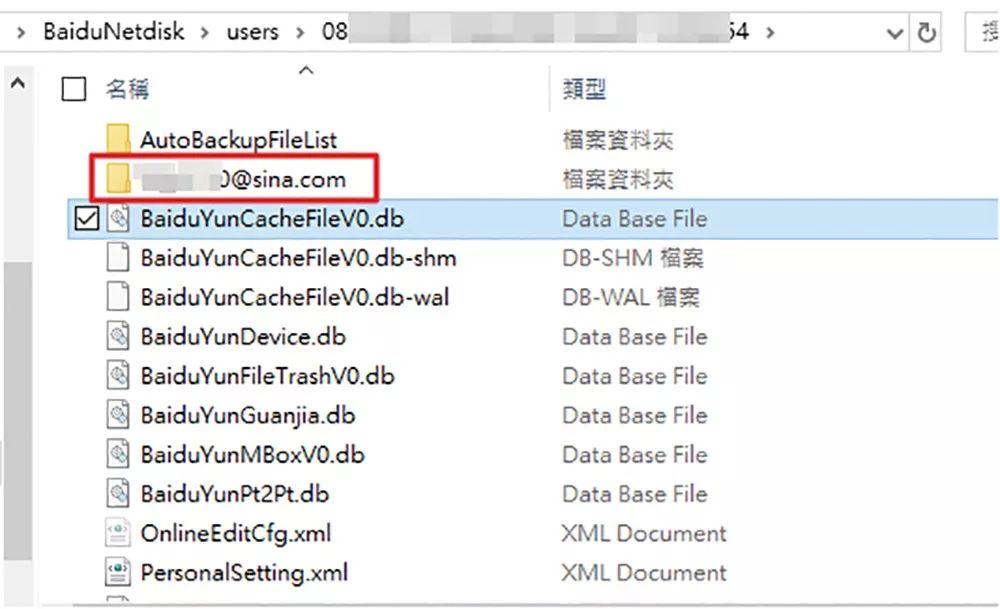 BaiduNetdisk > users > 08 54 >
名稱 類型
AutoBackupFileList 檔案資料夾
0@sina.com 檔案資料夾
BaiduYunCacheFileV0.db Data Base File
BaiduYunCacheFileV0.db-shm DB-SHM 檔案
BaiduYunCacheFileV0.db-wal DB-WAL 檔案
BaiduYunDevice.db Data Base File
BaiduYunFileTrashV0.db Data Base File
BaiduYunGuanjia.db Data Base File
BaiduYunMBoxV0.db Data Base File
BaiduYunPt2Pt.db Data Base File
OnlineEditCfg.xml XML Document
PersonalSetting.xml XML Document